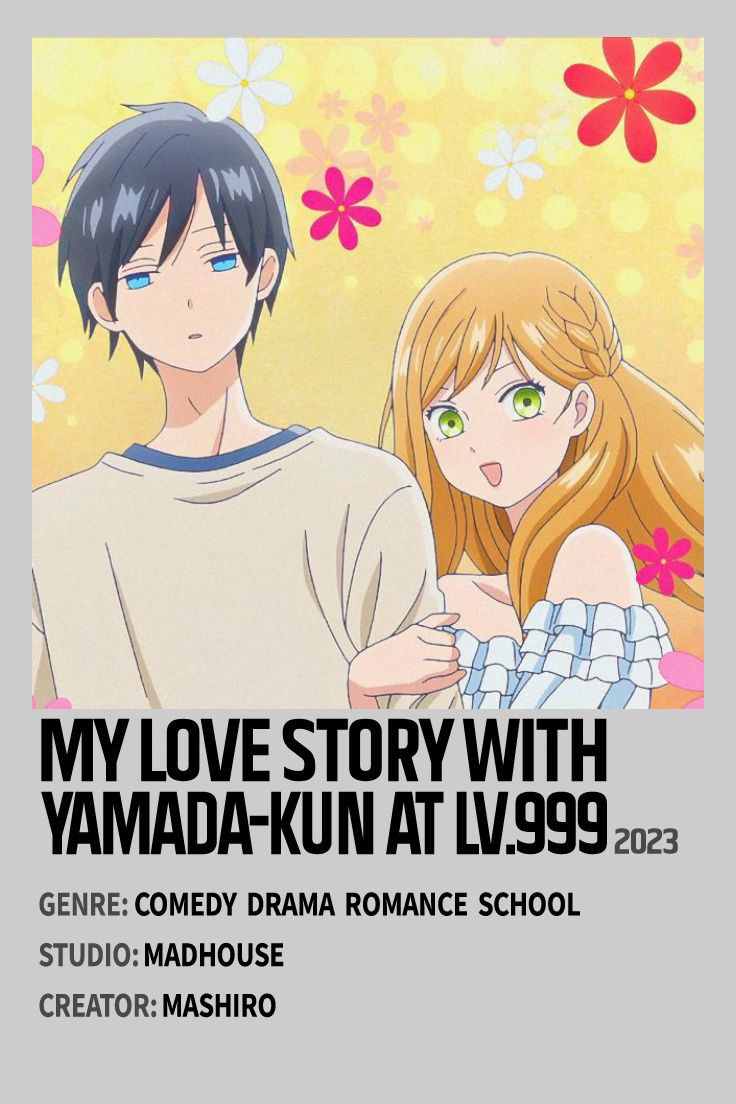 MY LOVE STORY WITH
YAMADA-KUN AT LV.999 2023
GENRE: COMEDY DRAMA ROMANCE SCHOOL
STUDIO: MADHOUSE
CREATOR: MASHIRO